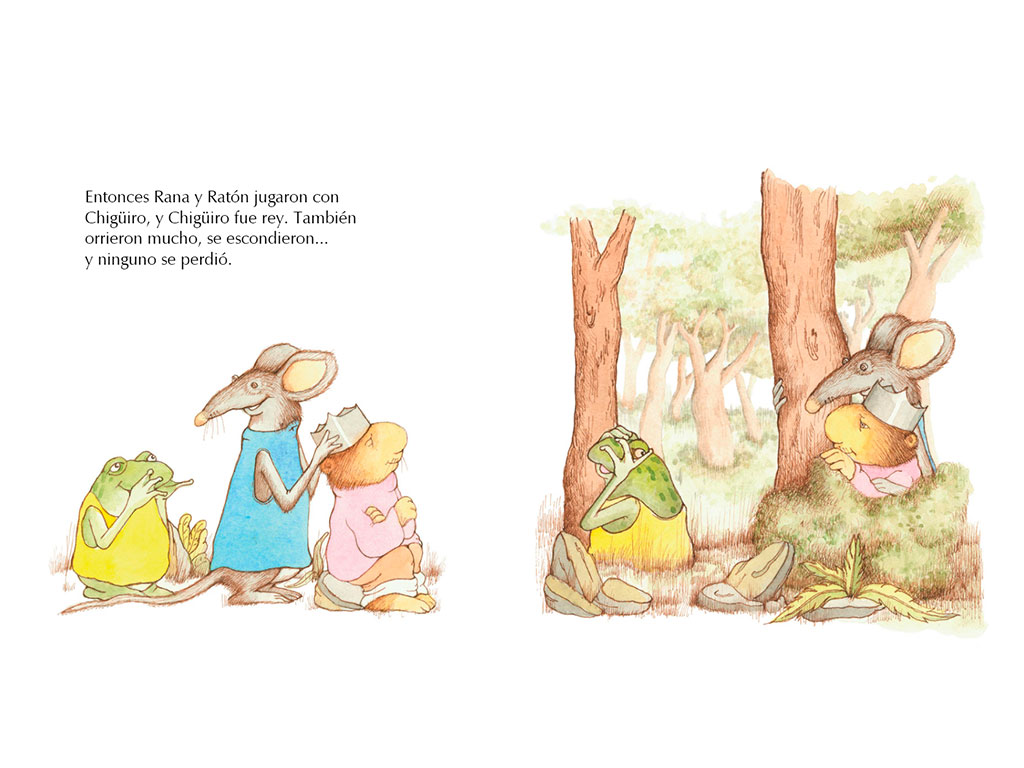 Entonces Rana y Ratón jugaron con
Chigüiro, y Chigüiro fue rey. También
orrieron mucho, se escondieron...
y ninguno se perdió.